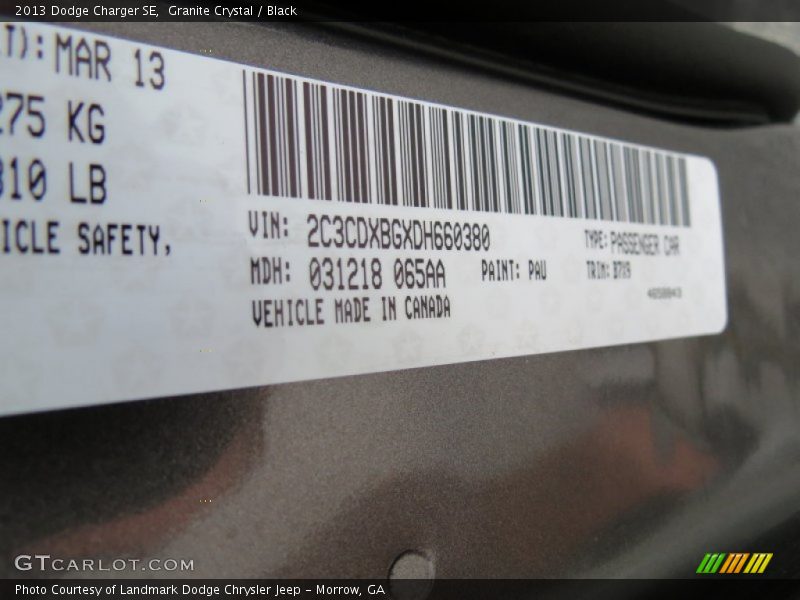 2013 Dodge Charger SE, Granite Crystal / Black
T): MAR 13
275 KG
310 LB
ICLE SAFETY,
VIN: 2C3CDXBGXDH660380
TYPE: PASSENGER CAR
MDH: 031218 065AA
PAINT: PAU
TRIM: B7X9
VEHICLE MADE IN CANADA
GTCARLOT.COM
Photo Courtesy of Landmark Dodge Chrysler Jeep – Morrow, GA